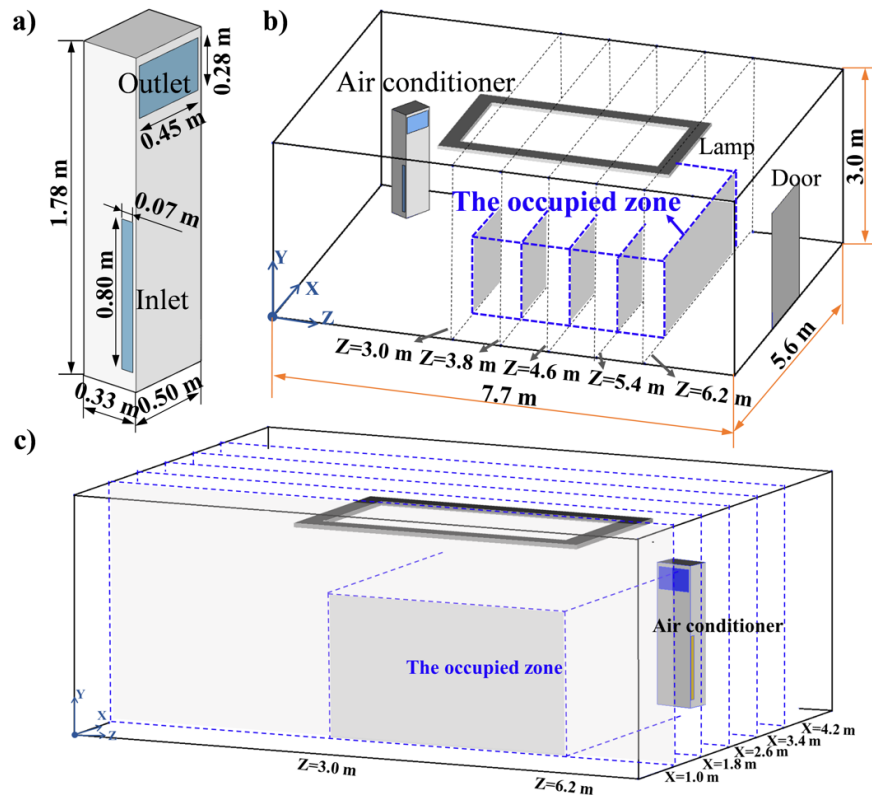 a)
Outlet
0.28 m
0.45 m
1.78 m
0.07 m
0.80 m
Inlet
0.33 m
0.50 m
b)
Air conditioner
Lamp
Door
3.0 m
The occupied zone
Y
X
Z
Z=3.0 m
Z=3.8 m
Z=4.6 m
Z=5.4 m
Z=6.2 m
7.7 m
5.6 m
c)
Air conditioner
The occupied zone
Y
X
Z
Z=3.0 m
Z=6.2 m
X=1.0 m
X=1.8 m
X=2.6 m
X=3.4 m
X=4.2 m